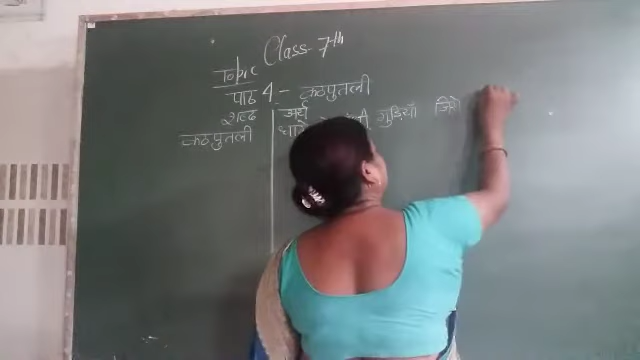 Class 7th
Topic
पाठ 4 - कठपुतली
शब्द अर्थ
कठपुतली धागे गुड़ियाँ जिसे